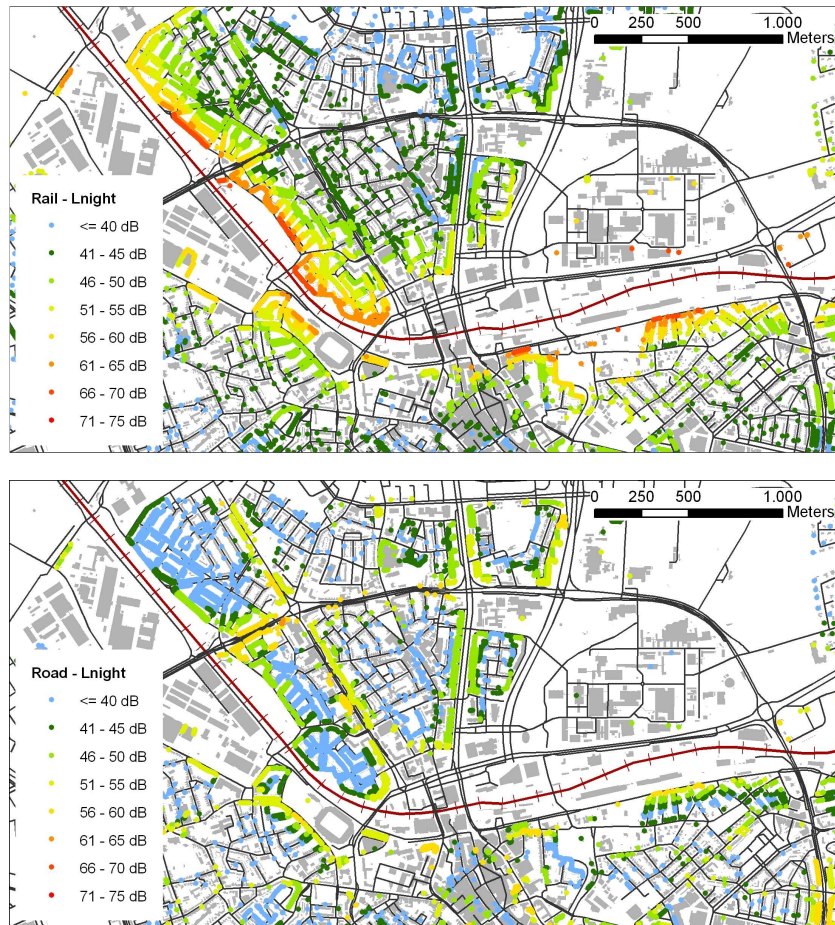 0 250 500 1.000
Meters
Rail - Lnight
<= 40 dB
41 - 45 dB
46 - 50 dB
51 - 55 dB
56 - 60 dB
61 - 65 dB
66 - 70 dB
71 - 75 dB
0 250 500 1.000
Meters
Road - Lnight
<= 40 dB
41 - 45 dB
46 - 50 dB
51 - 55 dB
56 - 60 dB
61 - 65 dB
66 - 70 dB
71 - 75 dB